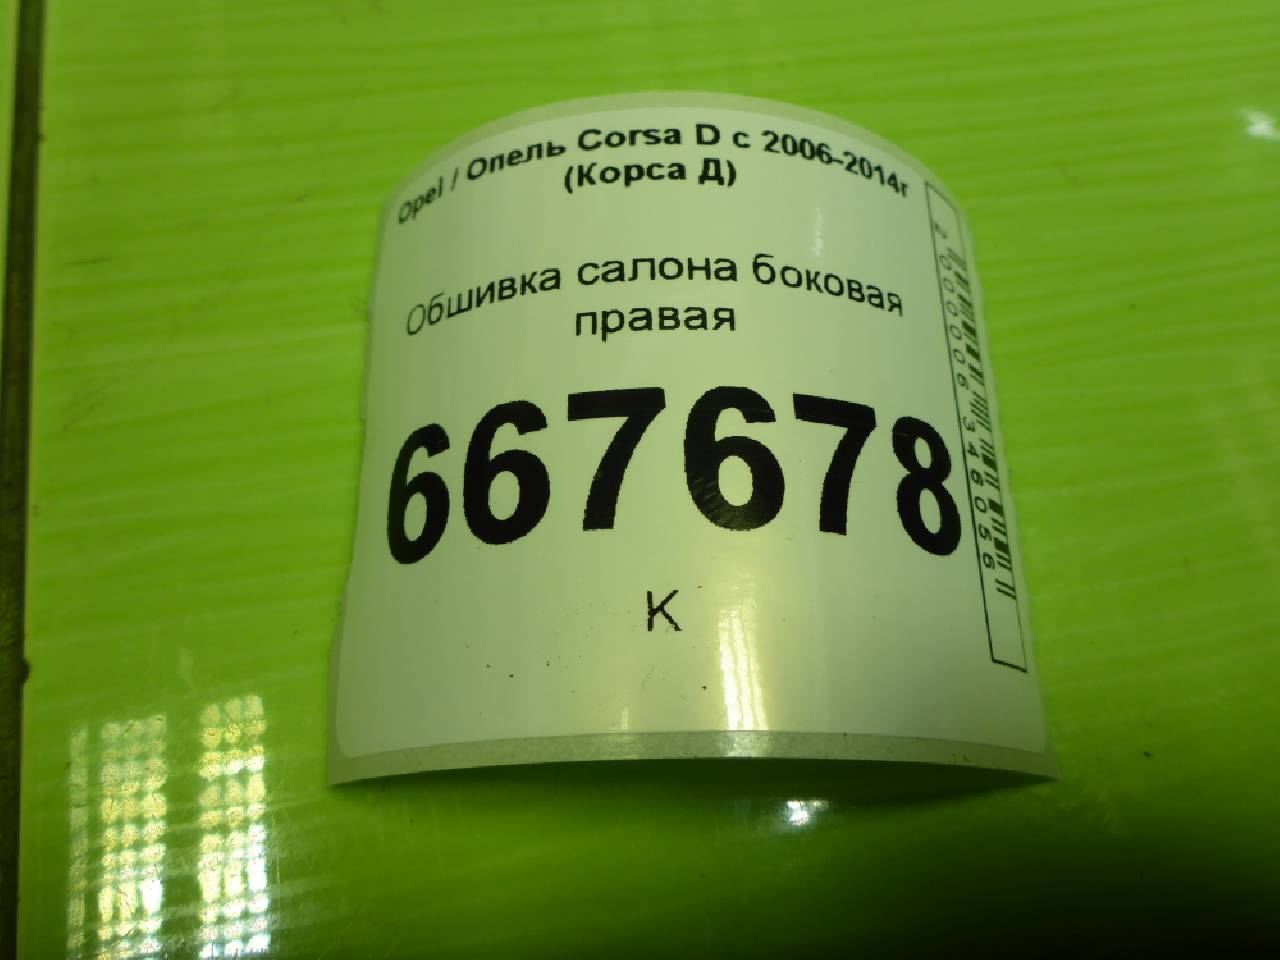 Opel / Опель Corsa D с 2006-2014г
(Корса Д)
Обшивка салона боковая
правая
667678
К
2000006346056